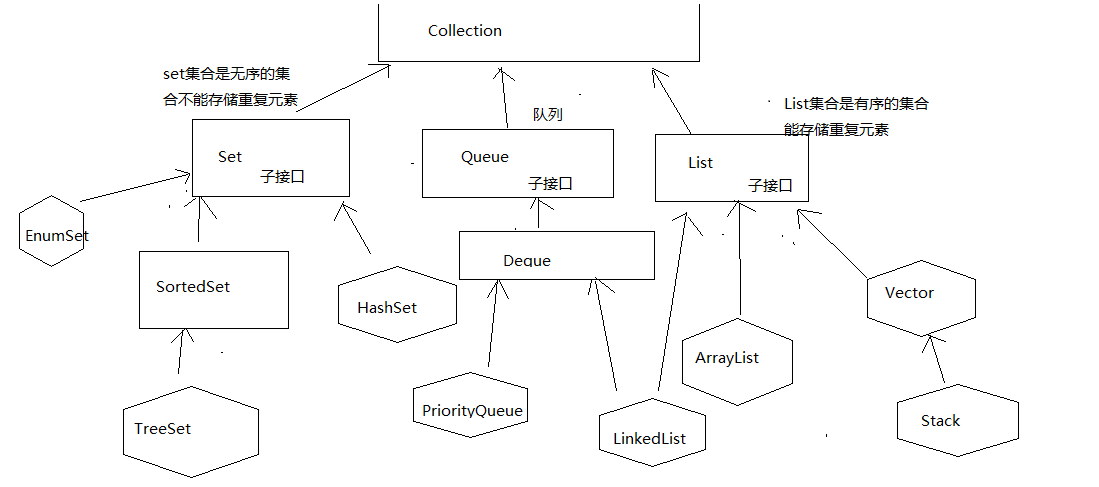 Collection
set集合是无序的集
合不能存储重复元素
队列
List集合是有序的集合
能存储重复元素
Set
子接口
Queue
子接口
List
子接口
EnumSet
SortedSet
HashSet
Deque
Vector
ArrayList
TreeSet
PriorityQueue
LinkedList
Stack